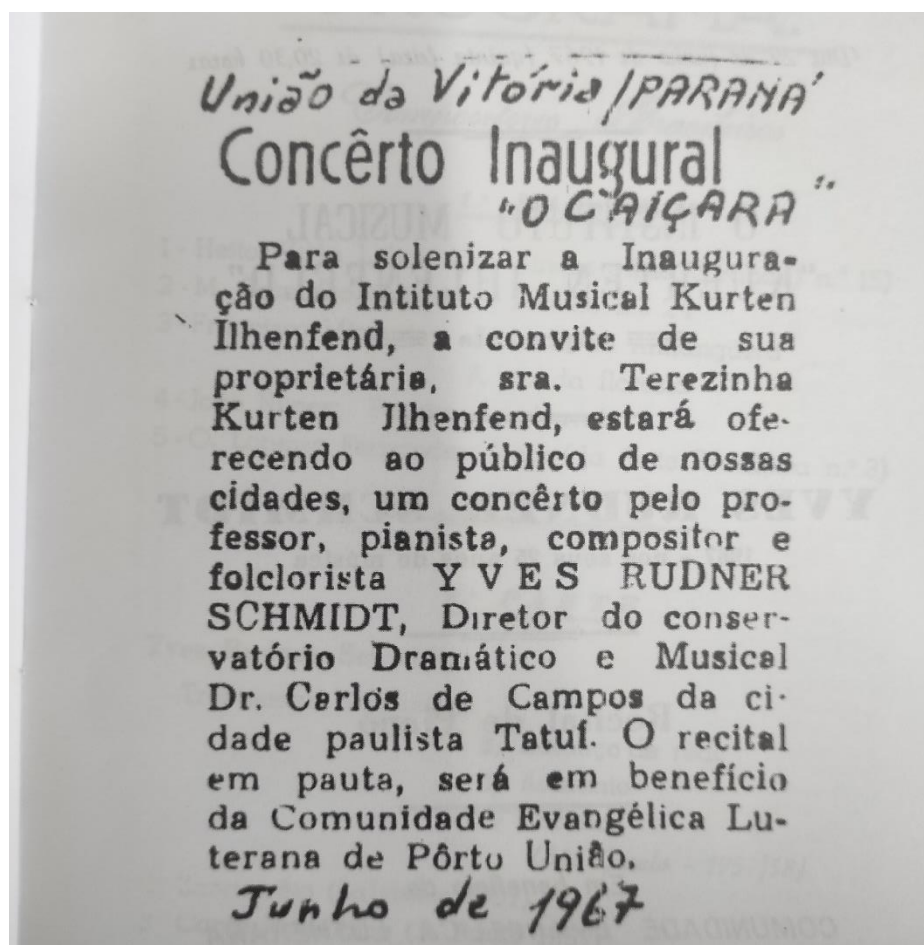 União da Vitória/PARANÁ
Concêrto Inaugural
"O CAIÇARA"
Para solenizar a Inaugura-
ção do Intituto Musical Kurten
Ilhenfend, a convite de sua
proprietária, sra. Terezinha
Kurten Jlhenfend, estará ofe-
recendo ao público de nossas
cidades, um concêrto pelo pro-
fessor, pianista, compositor e
folclorista YVES RUDNER
SCHMIDT, Diretor do conser-
vatório Dramático e Musical
Dr. Carlos de Campos da ci-
dade paulista Tatuí. O recital
em pauta, será em benefício
da Comunidade Evangélica Lu-
terana de Pôrto União.
Junho de 1967